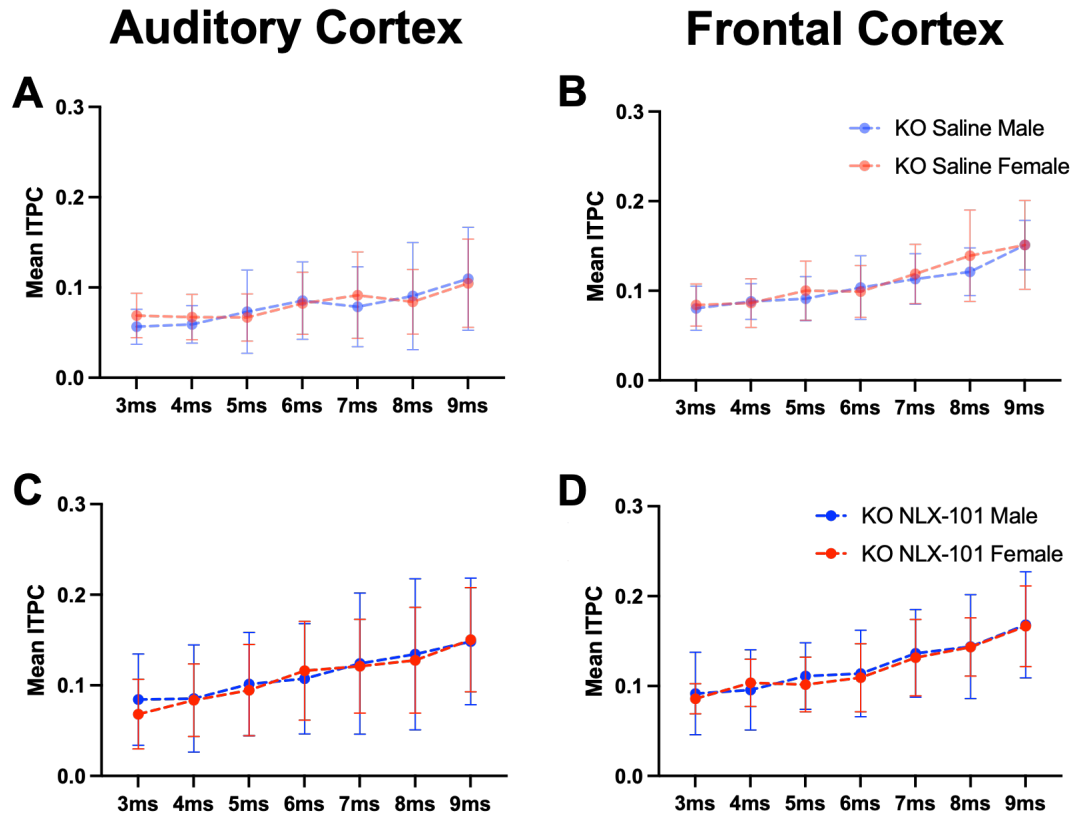 Auditory Cortex
Frontal Cortex
A
0.3
0.2
0.1
0.0
Mean ITPC
3ms 4ms 5ms 6ms 7ms 8ms 9ms
B
0.3
0.2
0.1
0.0
Mean ITPC
KO Saline Male
KO Saline Female
3ms 4ms 5ms 6ms 7ms 8ms 9ms
C
0.3
0.2
0.1
0.0
Mean ITPC
3ms 4ms 5ms 6ms 7ms 8ms 9ms
D
0.3
0.2
0.1
0.0
Mean ITPC
KO NLX-101 Male
KO NLX-101 Female
3ms 4ms 5ms 6ms 7ms 8ms 9ms